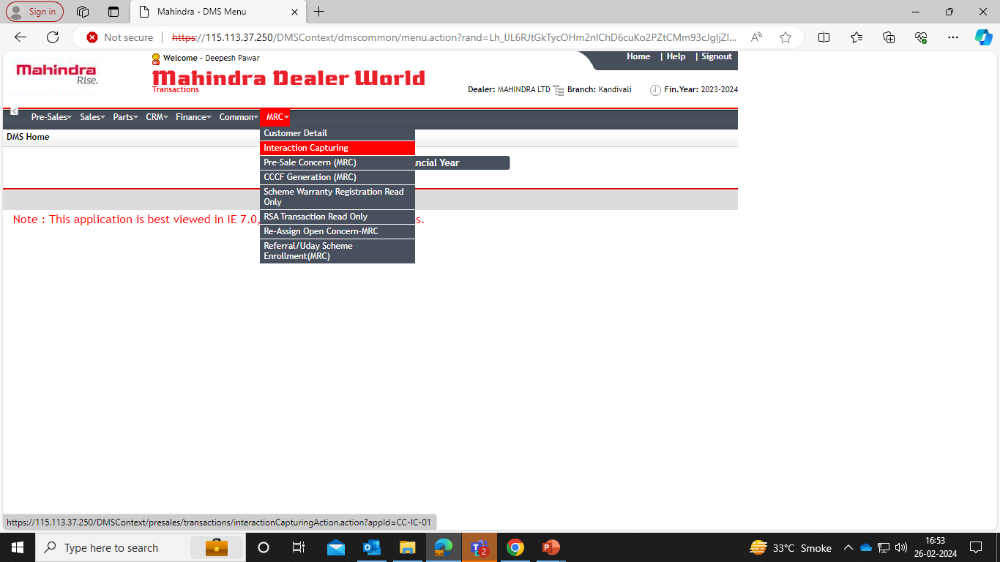 Sign in
Mahindra - DMS Menu
Not secure
https://115.113.37.250/DMSContext/dmscommon/menu.action?rand=Lh_
Mahindra
Rise.
Welcome - Deepesh Pawar
Mahindra Dealer World
Transactions
Home | Help | Signout
Dealer: MAHINDRA LTD Branch: Kandivali Fin.Year: 2023-2024
Pre-Sales Sales Parts CRM Finance Common MRC
DMS Home
Customer Detail
Interaction Capturing
Pre-Sale Concern (MRC)
ncial Year
CCCF Generation (MRC)
Scheme Warranty Registration Read
Only
RSA Transaction Read Only
Note : This application is best viewed in IE 7.0,
s.
Re-Assign Open Concern-MRC
Referral/Uday Scheme
Enrollment(MRC)
https://115.113.37.250/DMSContext/presales/transactions/interactionCapturingAction.action?appId=CC-IC-01
Type here to search
2
33°C Smoke
16:53
26-02-2024